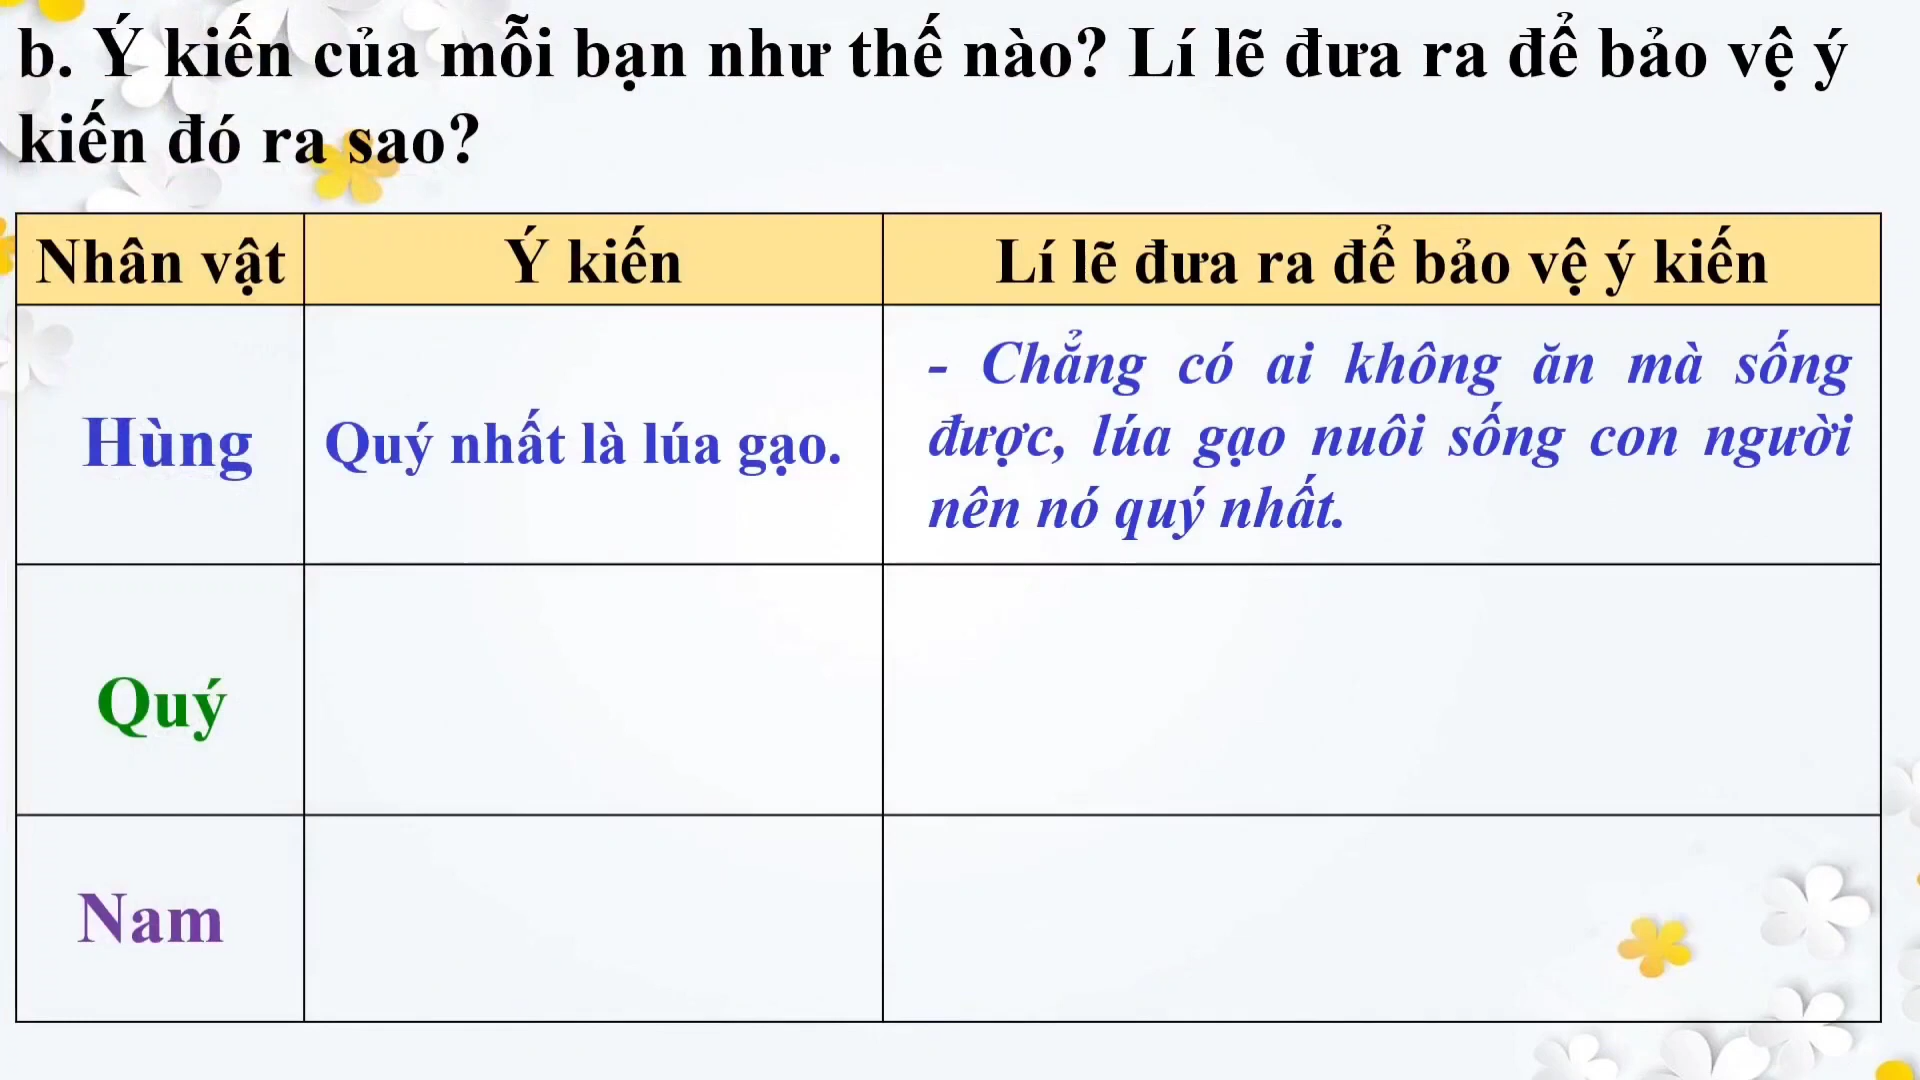 b. Ý kiến của mỗi bạn như thế nào? Lí lẽ đưa ra để bảo vệ ý
kiến đó ra sao?
Nhân vật
Ý kiến
Lí lẽ đưa ra để bảo vệ ý kiến
Hùng
Quý nhất là lúa gạo.
- Chẳng có ai không ăn mà sống
được, lúa gạo nuôi sống con người
nên nó quý nhất.
Quý
Nam